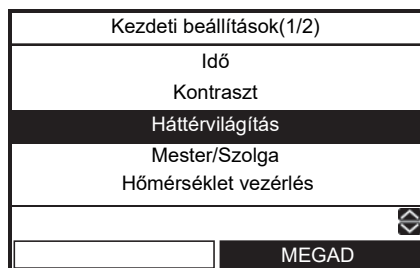 Kezdeti beállítások(1/2)
Idő
Kontraszt
Háttérvilágítás
Mester/Szolga
Hőmérséklet vezérlés
MEGAD